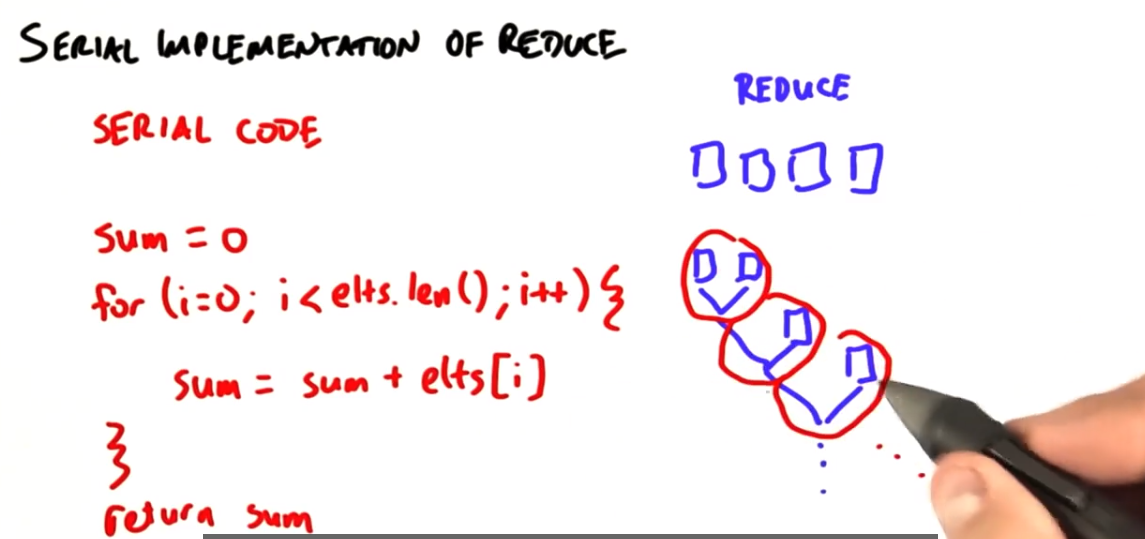 SERIAL IMPLEMENTATION OF REDUCE
SERIAL CODE
sum = 0
for (i=0; i< elts.len(); i++) {
sum = sum + elts[i]
}
return sum
REDUCE